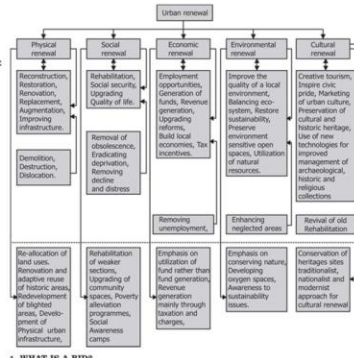 Urban renewal
Physical
renewal
Social
renewal
Economic
renewal
Environmental
renewal
Cultural
renewal
Reconstruction,
Restoration,
Renovation,
Replacement,
Augmentation,
Improving
infrastructure.
Rehabilitation,
Social security,
Upgrading
Quality of life.
Employment
opportunities,
Generation of
funds, Revenue
generation,
Upgrading
reforms,
Build local
economies, Tax
incentives.
Improve the
quality of a local
environment,
Balancing eco-
system, Restore
sustainability,
Preserve
environment
sensitive open
spaces, Utilization
of natural
resources.
Creative tourism,
Inspire civic
pride, Marketing
of urban culture,
Preservation of
cultural and
historic heritage,
Use of new
technologies for
improved
management of
archaeological,
historic and
religious
collections
Demolition,
Destruction,
Dislocation.
Removal of
obsolescence,
Eradicating
deprivation,
Removing
decline
and distress
Removing
unemployment,
Enhancing
neglected areas
Revival of old
Rehabilitation
Re-allocation of
land uses.
Renovation and
adaptive reuse
of historic areas,
Redevelopment
of blighted
areas, Develo-
pment of
Physical urban
infrastructure,
Rehabilitation
of weaker
sections,
Upgrading of
community
spaces, Poverty
alleviation
programmes,
Social
Awareness
camps
Emphasis on
utilization of
fund rather than
fund generation,
Revenue
generation
mainly through
taxation and
charges,
Emphasis on
conserving nature,
Developing
oxygen spaces,
Awareness to
sustainability
issues.
Conservation of
heritages sites
traditionalist,
nationalist and
modernist
approach for
cultural renewal